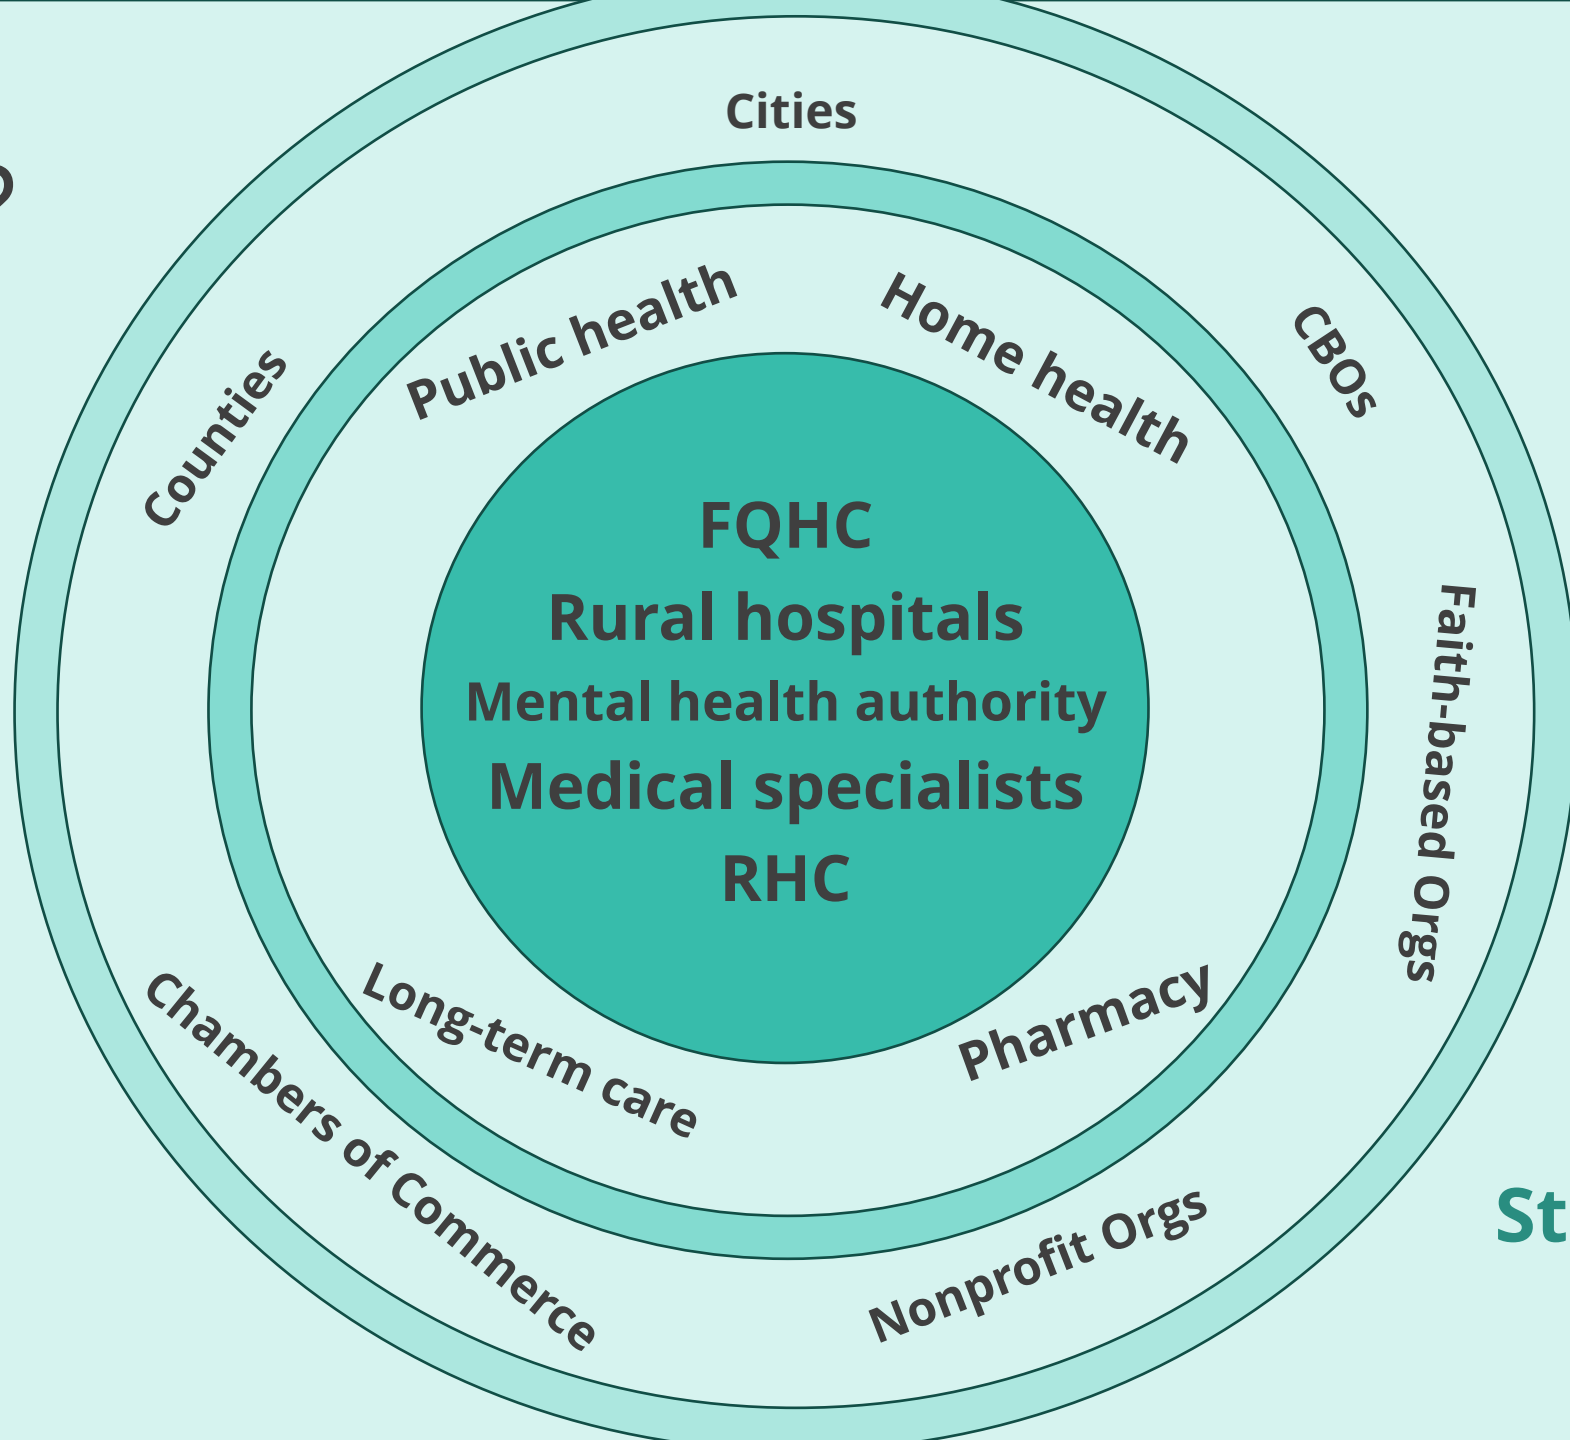 Cities
CBOs
Counties
Public health
Home health
FQHC
Rural hospitals
Mental health authority
Medical specialists
RHC
Faith-based Orgs
Long-term care
Pharmacy
Chambers of Commerce
Nonprofit Orgs
St